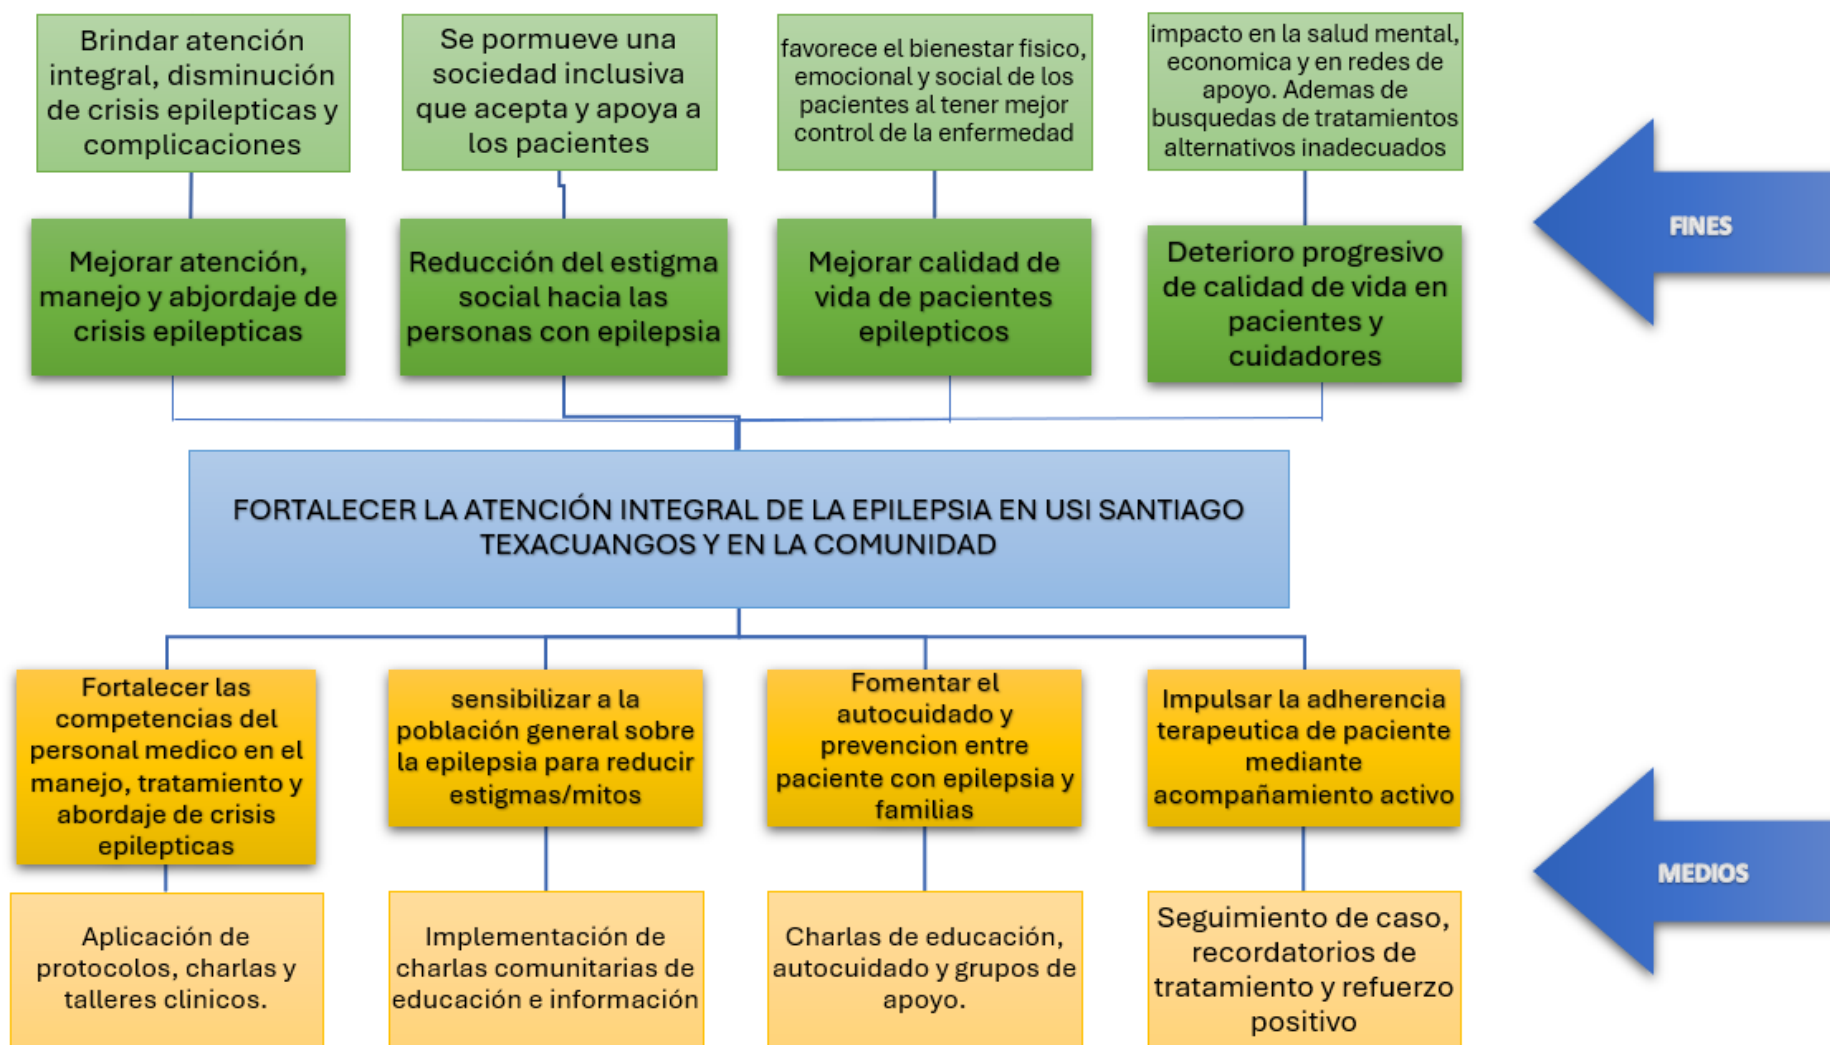 Brindar atención
integral, disminución
de crisis epilepticas y
complicaciones
Se pormueve una
sociedad inclusiva
que acepta y apoya a
los pacientes
favorece el bienestar fisico,
emocional y social de los
pacientes al tener mejor
control de la enfermedad
impacto en la salud mental,
economica y en redes de
apoyo. Ademas de
busquedas de tratamientos
alternativos inadecuados
FINES
Mejorar atención,
manejo y abjordaje de
crisis epilepticas
Reducción del estigma
social hacia las
personas con epilepsia
Mejorar calidad de
vida de pacientes
epilepticos
Deterioro progresivo
de calidad de vida en
pacientes y
cuidadores
FORTALECER LA ATENCIÓN INTEGRAL DE LA EPILEPSIA EN USI SANTIAGO
TEXACUANGOS Y EN LA COMUNIDAD
Fortalecer las
competencias del
personal medico en el
manejo, tratamiento y
abordaje de crisis
epilepticas
sensibilizar a la
población general sobre
la epilepsia para reducir
estigmas/mitos
Fomentar el
autocuidado y
prevencion entre
paciente con epilepsia y
familias
Impulsar la adherencia
terapeutica de paciente
mediante
acompañamiento activo
MEDIOS
Aplicación de
protocolos, charlas y
talleres clinicos.
Implementación de
charlas comunitarias de
educación e información
Charlas de educación,
autocuidado y grupos de
apoyo.
Seguimiento de caso,
recordatorios de
tratamiento y refuerzo
positivo